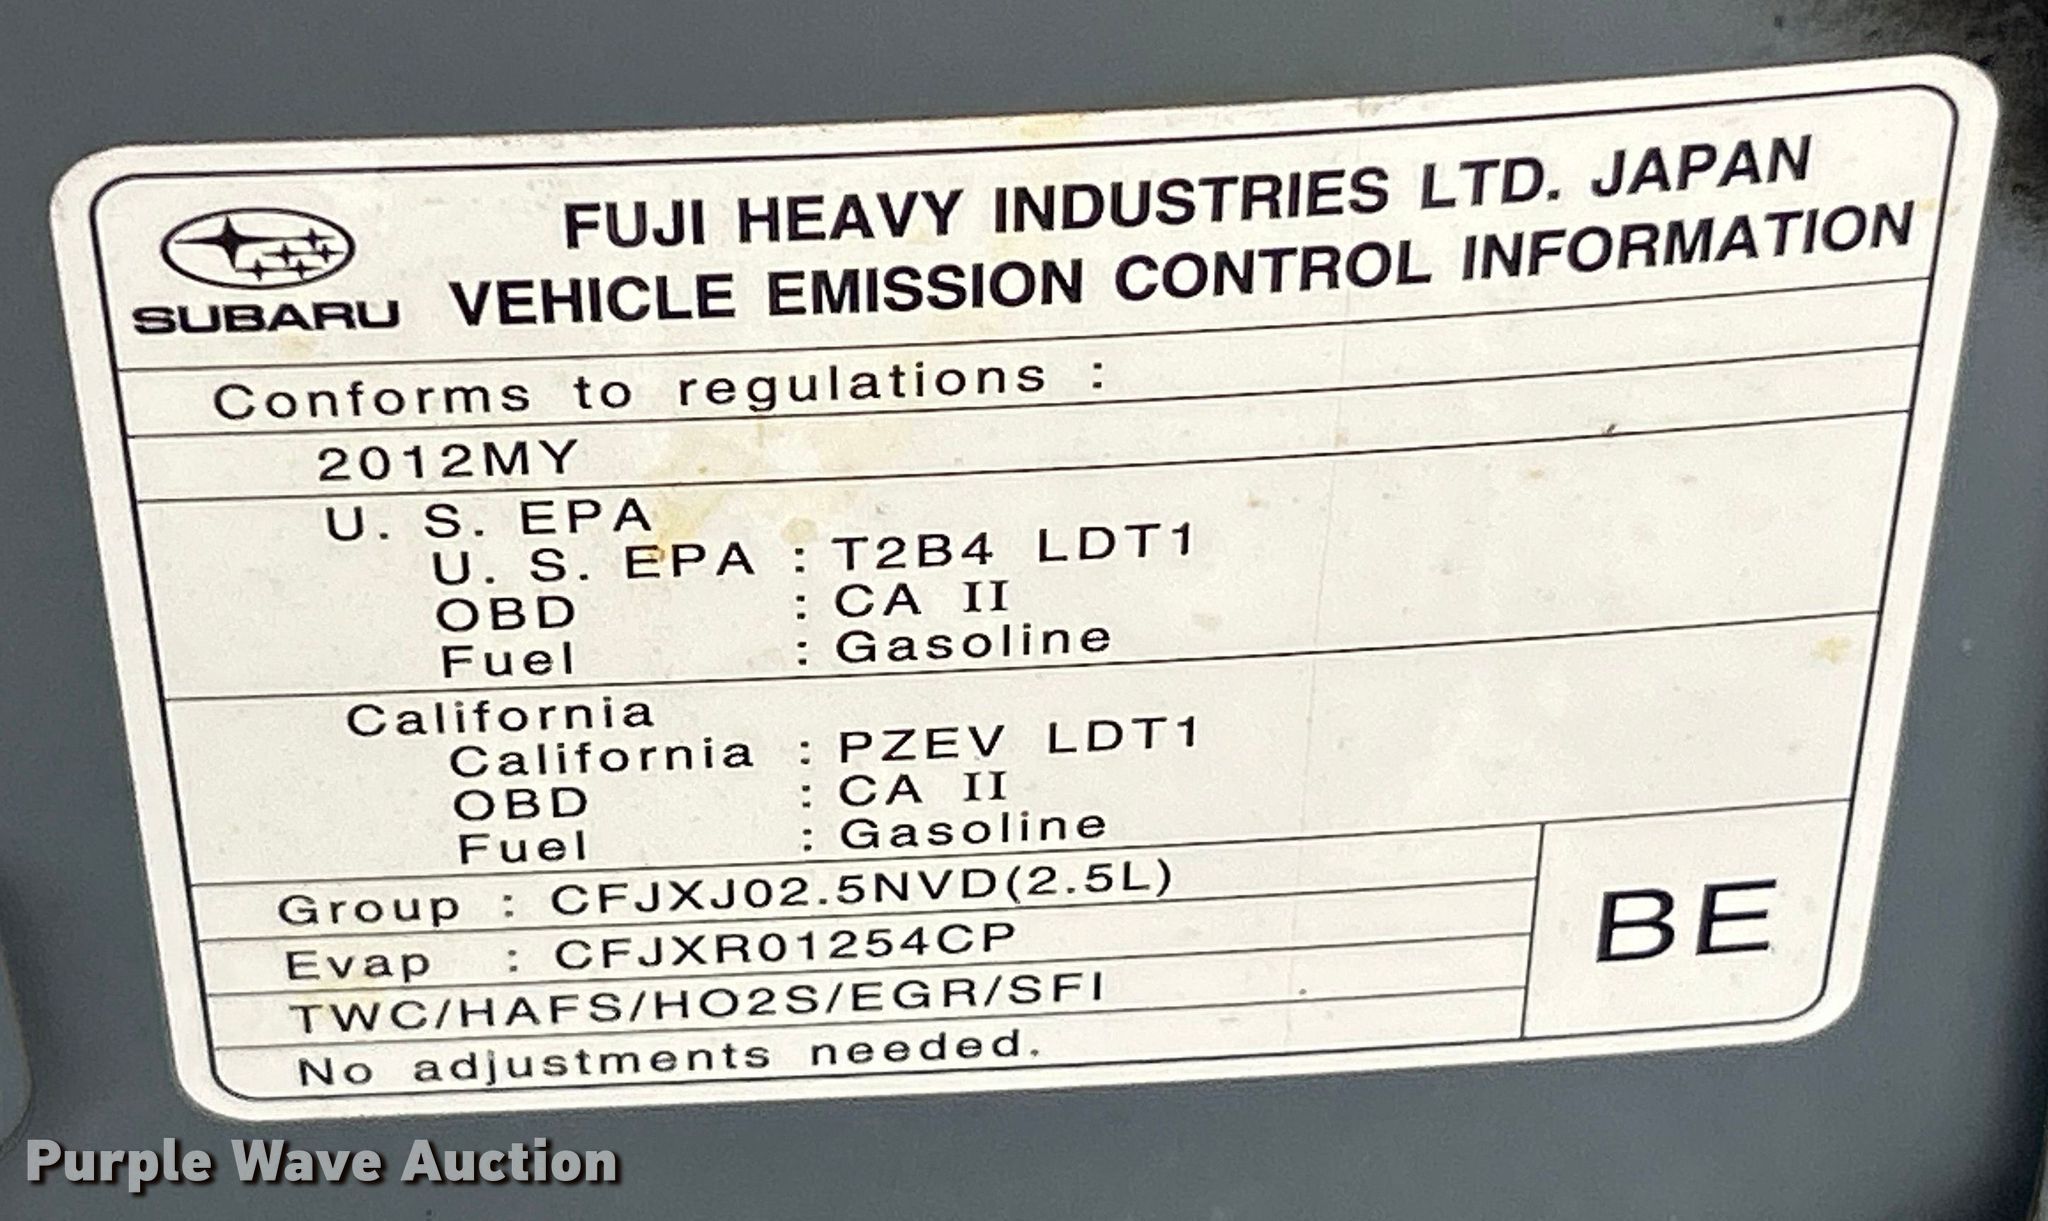 FUJI HEAVY INDUSTRIES LTD. JAPAN
SUBARU VEHICLE EMISSION CONTROL INFORMATION
Conforms to regulations :
2012MY
U. S. EPA
U. S. EPA : T2B4 LDT1
OBD : CA II
Fuel : Gasoline
California
California : PZEV LDT1
OBD : CA II
Fuel : Gasoline
Group : CFJXJ02.5NVD(2.5L)
Evap : CFJXR01254CP
BE
TWC/HAFS/HO2S/EGR/SFI
No adjustments needed.
Purple Wave Auction